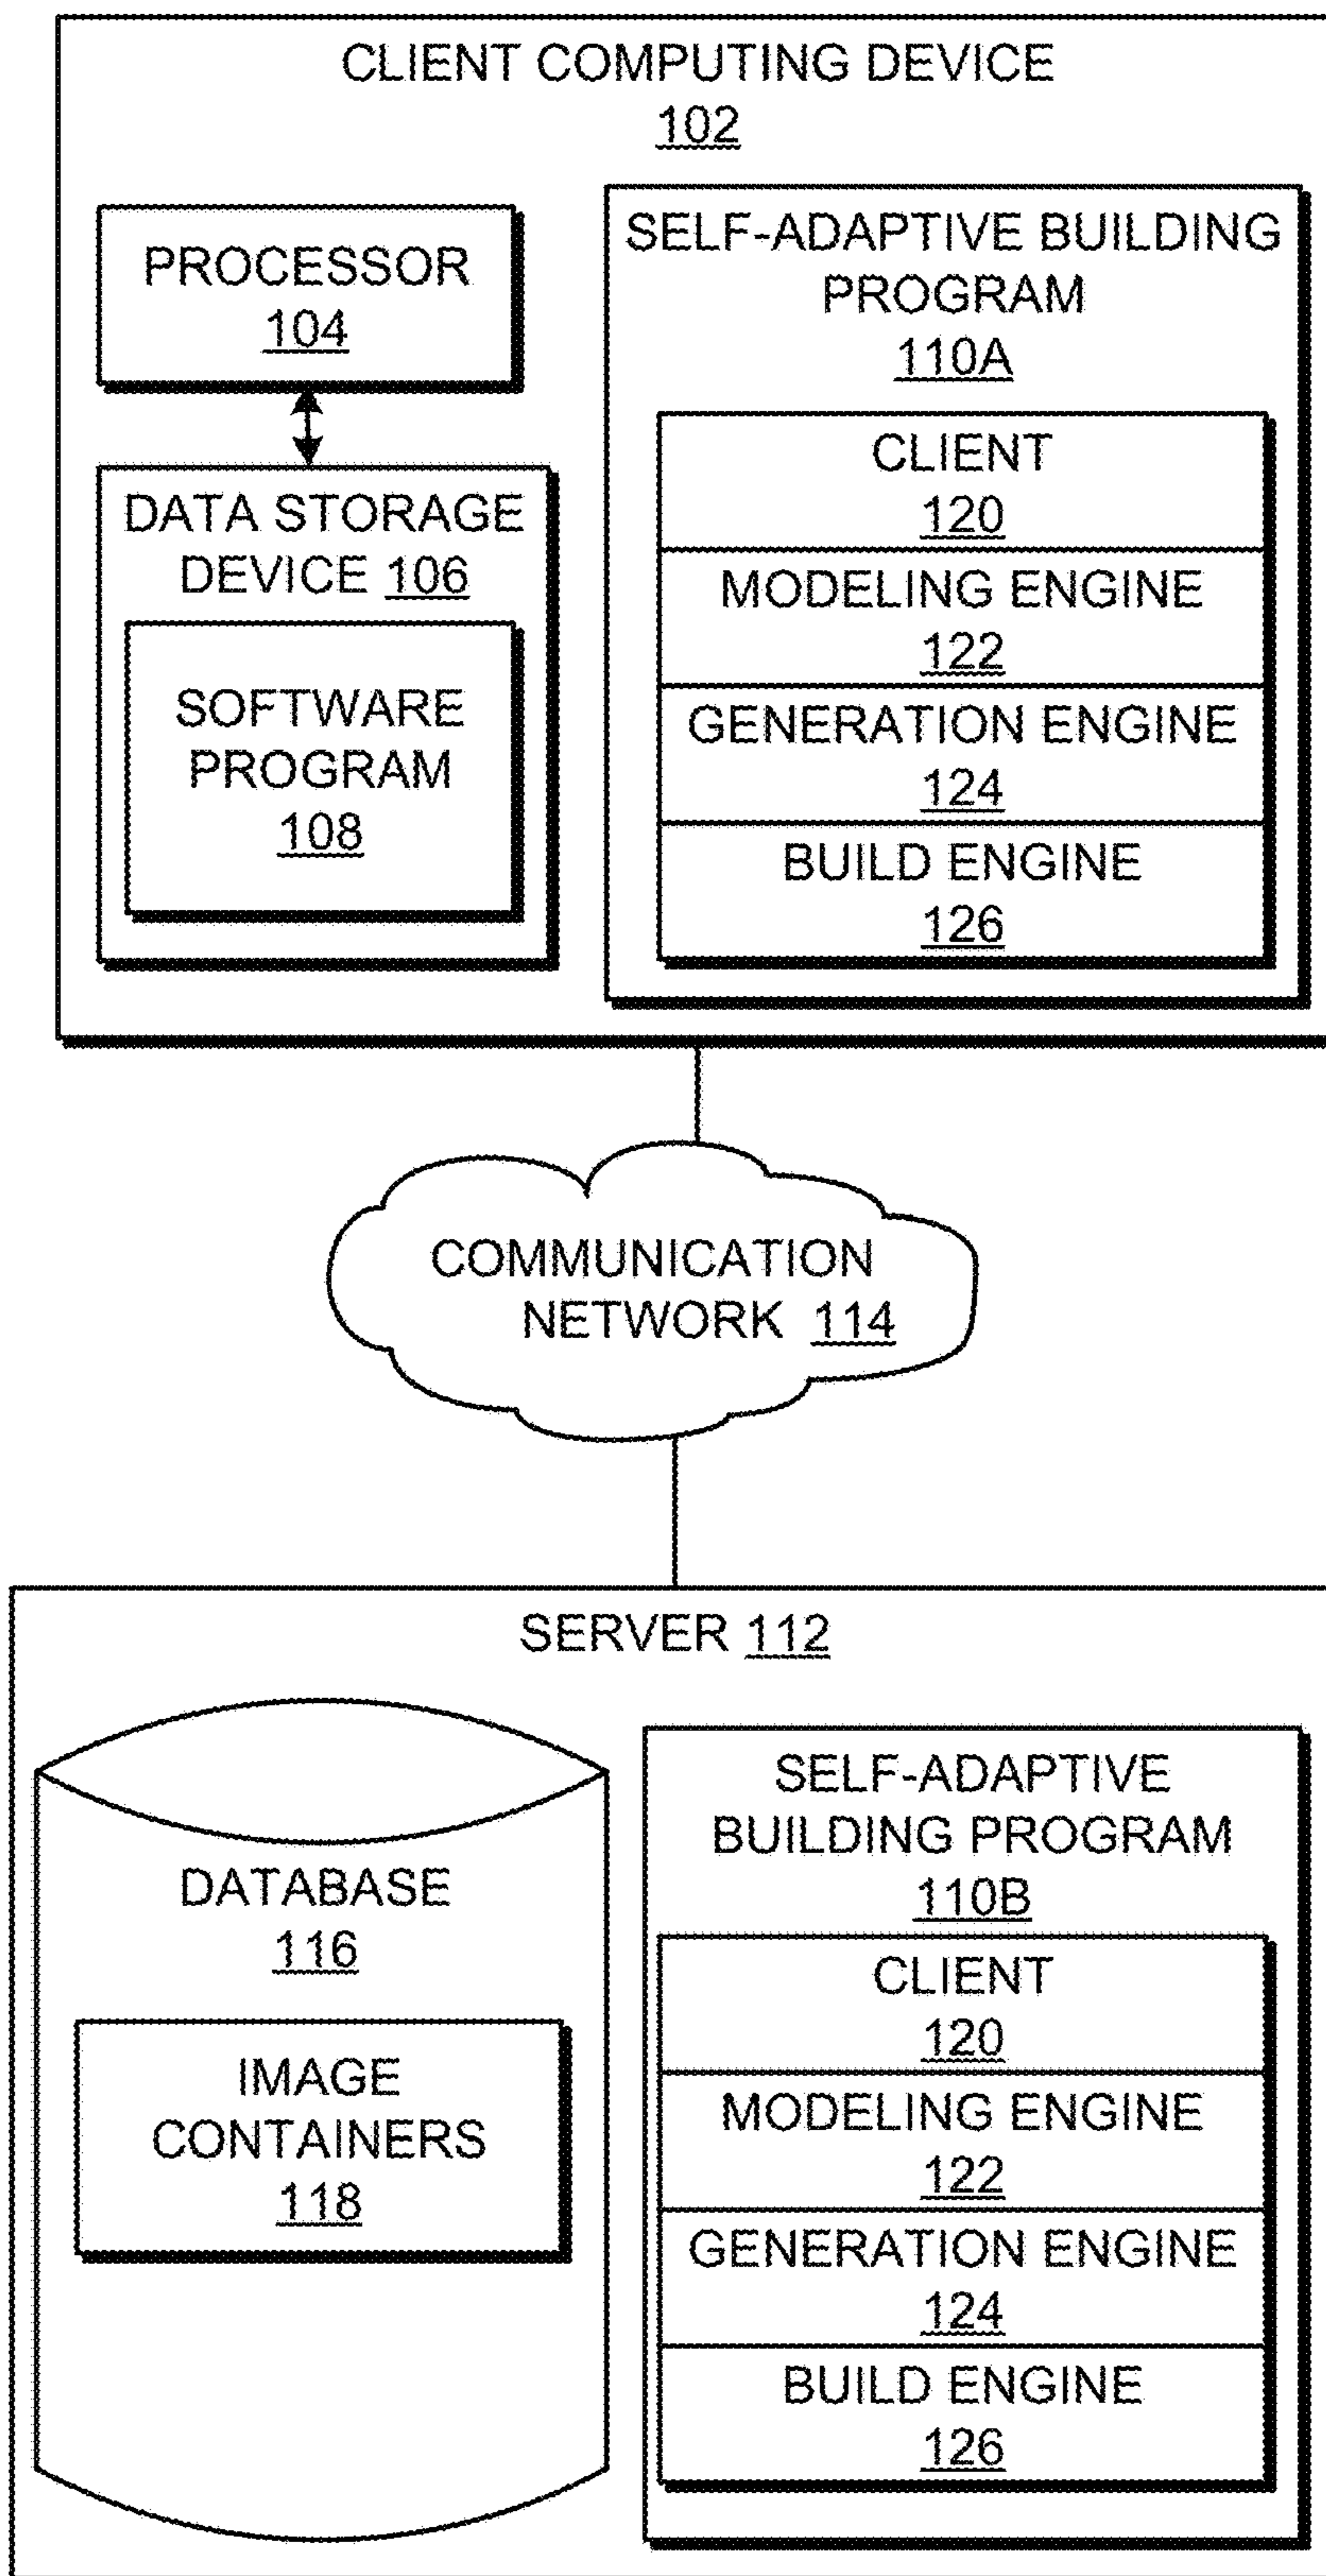 CLIENT COMPUTING DEVICE
102
PROCESSOR
104
DATA STORAGE
DEVICE 106
SOFTWARE
PROGRAM
108
SELF-ADAPTIVE BUILDING
PROGRAM
110A
CLIENT
120
MODELING ENGINE
122
GENERATION ENGINE
124
BUILD ENGINE
126
COMMUNICATION
NETWORK 114
SERVER 112
DATABASE
116
IMAGE
CONTAINERS
118
SELF-ADAPTIVE
BUILDING PROGRAM
110B
CLIENT
120
MODELING ENGINE
122
GENERATION ENGINE
124
BUILD ENGINE
126